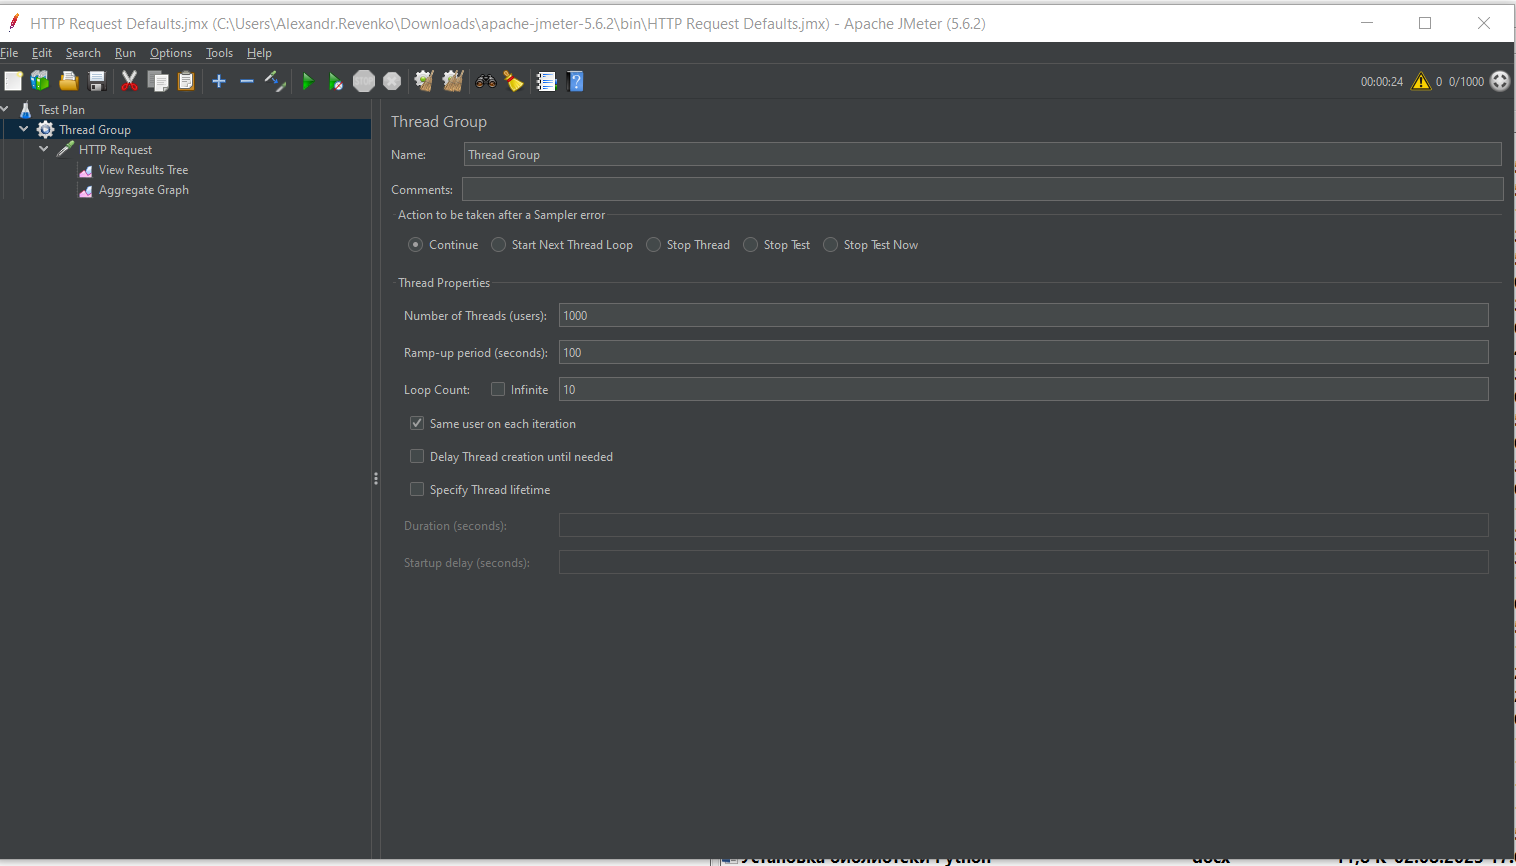 HTTP Request Defaults.jmx (C:\Users\Alexandr.Revenko\Downloads\apache-jmeter-5.6.2\bin\HTTP Request Defaults.jmx) - Apache JMeter (5.6.2)
File Edit Search Run Options Tools Help
00:00:24 0 0/1000
Test Plan
Thread Group
HTTP Request
View Results Tree
Aggregate Graph
Thread Group
Name: Thread Group
Comments:
Action to be taken after a Sampler error
Continue Start Next Thread Loop Stop Thread Stop Test Stop Test Now
Thread Properties
Number of Threads (users): 1000
Ramp-up period (seconds): 100
Loop Count: Infinite 10
Same user on each iteration
Delay Thread creation until needed
Specify Thread lifetime
Duration (seconds):
Startup delay (seconds):
Установка библиотеки Python docx